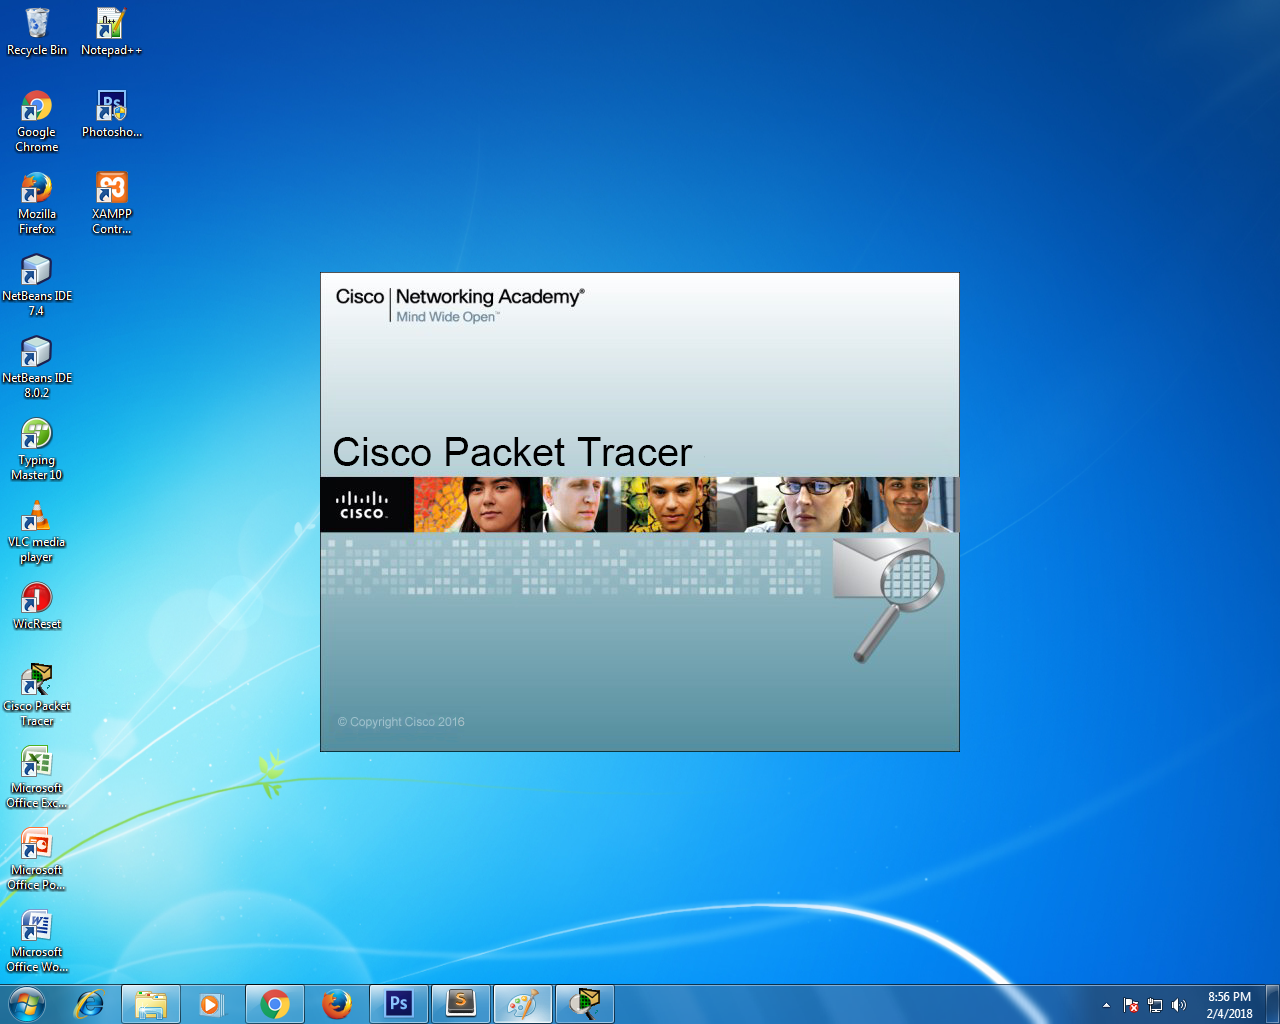 Recycle Bin
Notepad++
Google
Chrome
Ps
Photosho...
Mozilla
Firefox
XAMPP
Contr...
NetBeans IDE
7.4
NetBeans IDE
8.0.2
Typing
Master 10
VLC media
player
WicReset
Cisco Packet
Tracer
Microsoft
Office Exc...
Microsoft
Office Po...
Microsoft
Office Wo...
Cisco Networking Academy®
Mind Wide Open™
Cisco Packet Tracer
CISCO.
© Copyright Cisco 2016
Ps
S
8:56 PM
2/4/2018